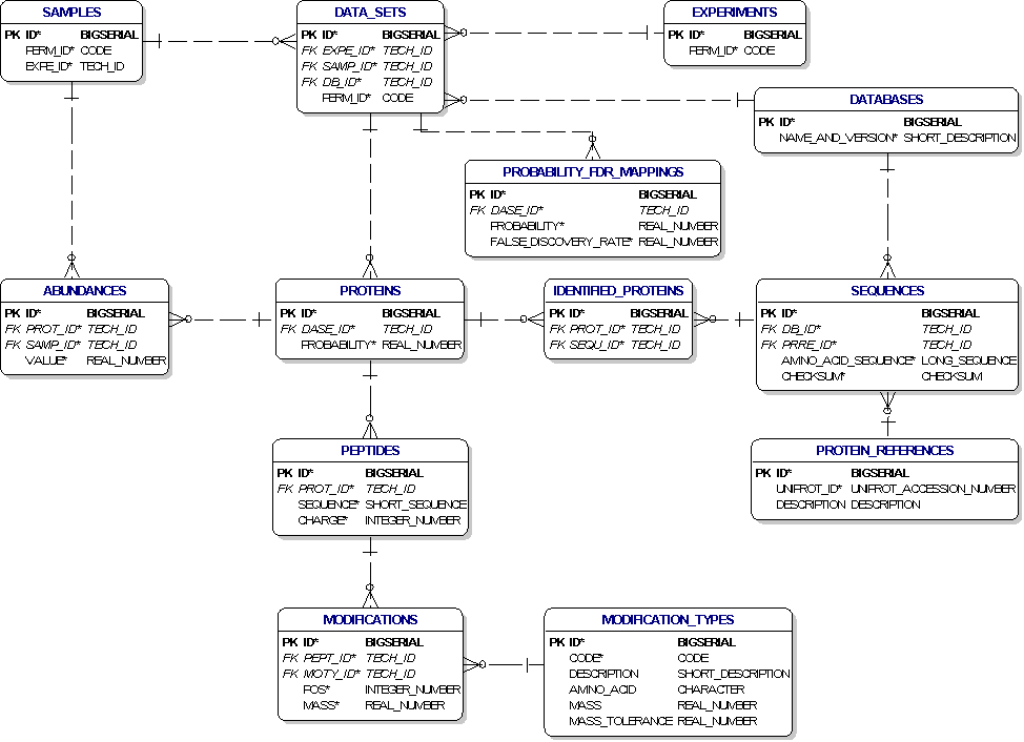 SAMPLES
PK ID* BIGSERIAL
PERM_ID* CODE
EXPE_ID* TECH_ID
DATA_SETS
PK ID* BIGSERIAL
FK EXPE_ID* TECH_ID
FK SAMP_ID* TECH_ID
FK DB_ID* TECH_ID
PERM_ID* CODE
EXPERIMENTS
PK ID* BIGSERIAL
PERM_ID* CODE
DATABASES
PK ID* BIGSERIAL
NAME_AND_VERSION* SHORT_DESCRIPTION
PROBABILITY_FDR_MAPPINGS
PK ID* BIGSERIAL
FK DASE_ID* TECH_ID
PROBABILITY* REAL_NUMBER
FALSE_DISCOVERY_RATE* REAL_NUMBER
ABUNDANCES
PK ID* BIGSERIAL
FK PROT_ID* TECH_ID
FK SAMP_ID* TECH_ID
VALUE* REAL_NUMBER
PROTEINS
PK ID* BIGSERIAL
FK DASE_ID* TECH_ID
PROBABILITY* REAL_NUMBER
IDENTIFIED_PROTEINS
PK ID* BIGSERIAL
FK PROT_ID* TECH_ID
FK SEQU_ID* TECH_ID
SEQUENCES
PK ID* BIGSERIAL
FK DB_ID* TECH_ID
FK PRRE_ID* TECH_ID
AMINO_ACID_SEQUENCE* LONG_SEQUENCE
CHECKSUM* CHECKSUM
PEPTIDES
PK ID* BIGSERIAL
FK PROT_ID* TECH_ID
SEQUENCE* SHORT_SEQUENCE
CHARGE* INTEGER_NUMBER
PROTEIN_REFERENCES
PK ID* BIGSERIAL
UNIPROT_ID* UNIPROT_ACCESSION_NUMBER
DESCRIPTION DESCRIPTION
MODIFICATIONS
PK ID* BIGSERIAL
FK PEPT_ID* TECH_ID
FK MOTY_ID* TECH_ID
POS* INTEGER_NUMBER
MASS* REAL_NUMBER
MODIFICATION_TYPES
PK ID* BIGSERIAL
CODE* CODE
DESCRIPTION SHORT_DESCRIPTION
AMINO_ACID CHARACTER
MASS REAL_NUMBER
MASS_TOLERANCE REAL_NUMBER